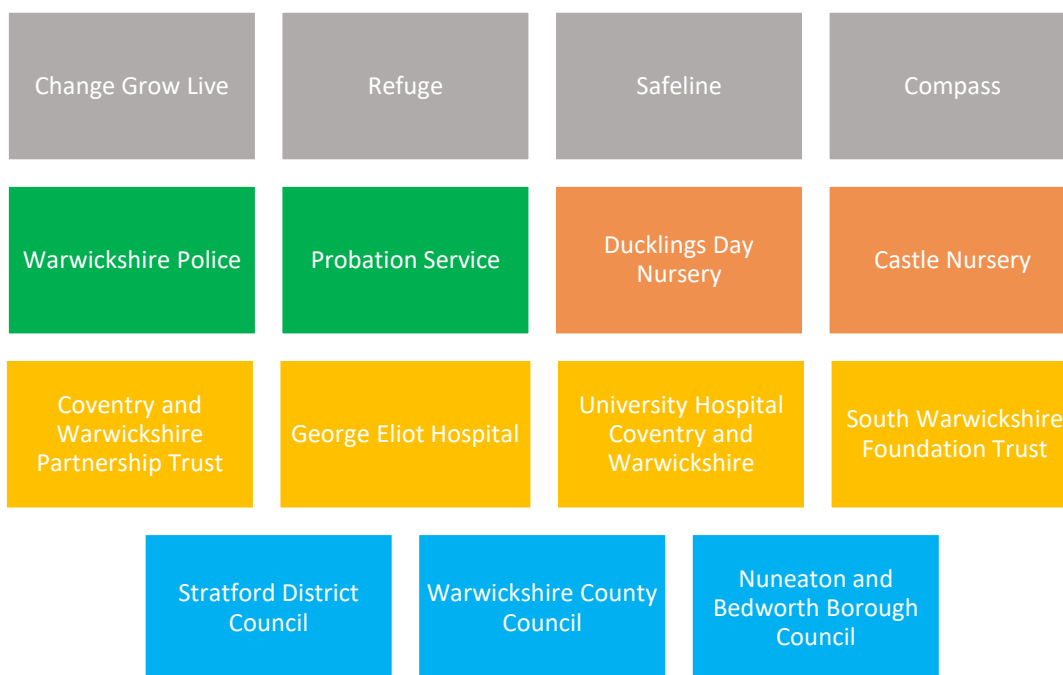 Change Grow Live
Refuge
Safeline
Compass
Warwickshire Police
Probation Service
Ducklings Day
Nursery
Castle Nursery
Coventry and
Warwickshire
Partnership Trust
George Eliot Hospital
University Hospital
Coventry and
Warwickshire
South Warwickshire
Foundation Trust
Stratford District
Council
Warwickshire County
Council
Nuneaton and
Bedworth Borough
Council